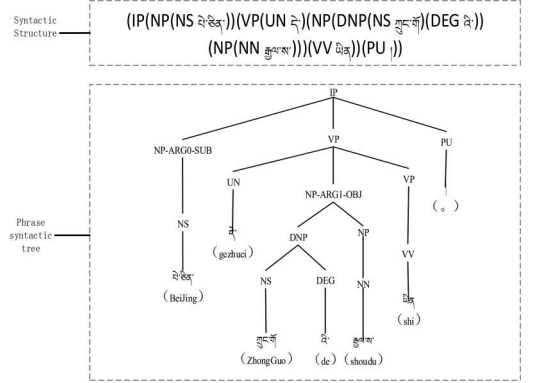 Syntactic
Structure
(IP(NP(NS པེ་ཅིན་))(VP(UN དེ་)(NP(DNP(NS ཀྲུང་གོ)(DEG འི་))
(NP(NN རྒྱལ་ས་)))(VV ཡིན))(PU །))
IP
NP-ARG0-SUB
VP
PU
UN
NP-ARG1-OBJ
VP
།
(。)
NS
DNP
NP
VV
དེ་
(gezhuci)
Phrase
syntactic
tree
པེ་ཅིན་
(BeiJing)
NS
DEG
NN
ཡིན
(shi)
ཀྲུང་གོ
འི་
རྒྱལ་ས་
(ZhongGuo)
(de)
(shoudu)